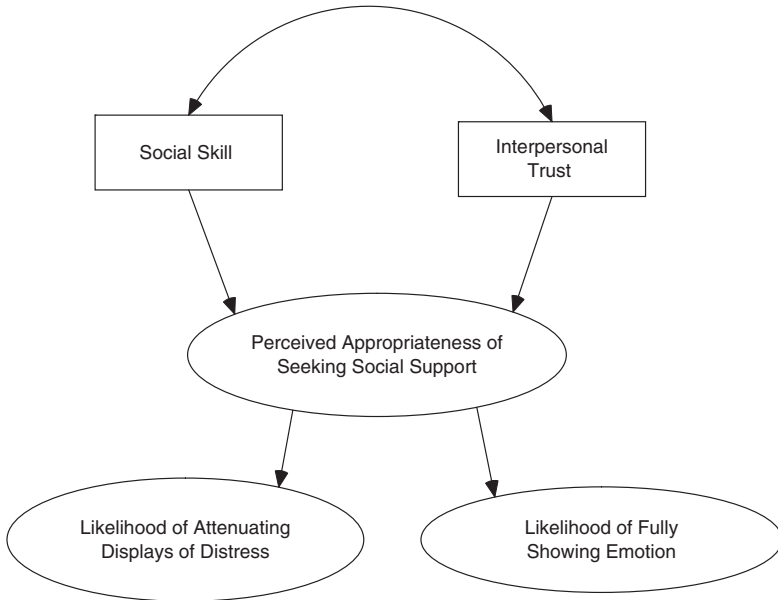 Social Skill
Interpersonal
Trust
Perceived Appropriateness of
Seeking Social Support
Likelihood of Attenuating
Displays of Distress
Likelihood of Fully
Showing Emotion